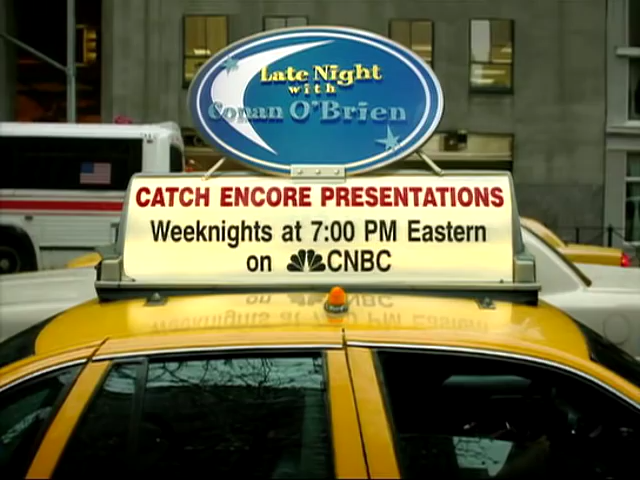 Late Night
with
Conan O'Brien
CATCH ENCORE PRESENTATIONS
Weeknights at 7:00 PM Eastern
on CNBC